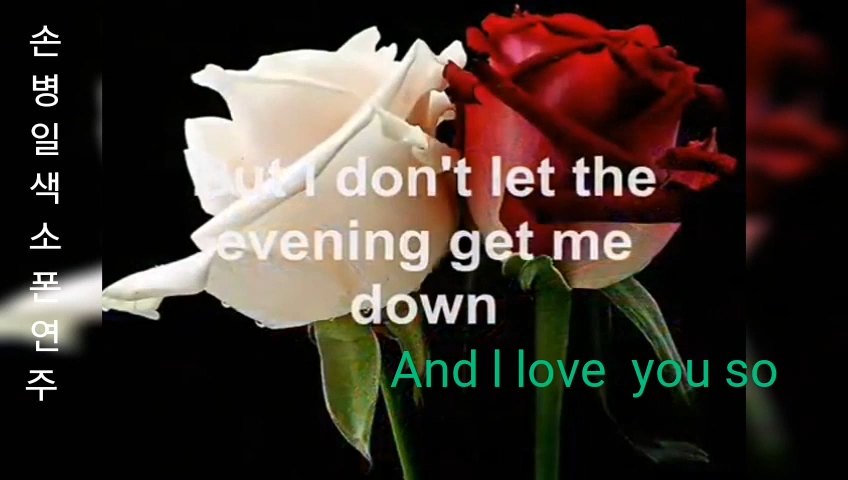 손병일색소폰연주
But I don't let the
evening get me
down
And l love  you so